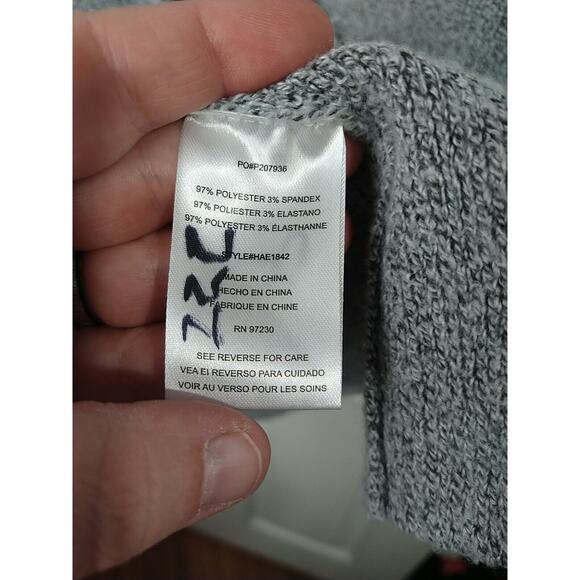 PO#P207936
97% POLYESTER 3% SPANDEX
97% POLIESTER 3% ELASTANO
97% POLYESTER 3% ÉLASTHANNE
STYLE#HAE1842
MADE IN CHINA
HECHO EN CHINA
FABRIQUE EN CHINE
RN 97230
SEE REVERSE FOR CARE
VEA EI REVERSO PARA CUIDADO
VOIR AU VERSO POUR LES SOINS